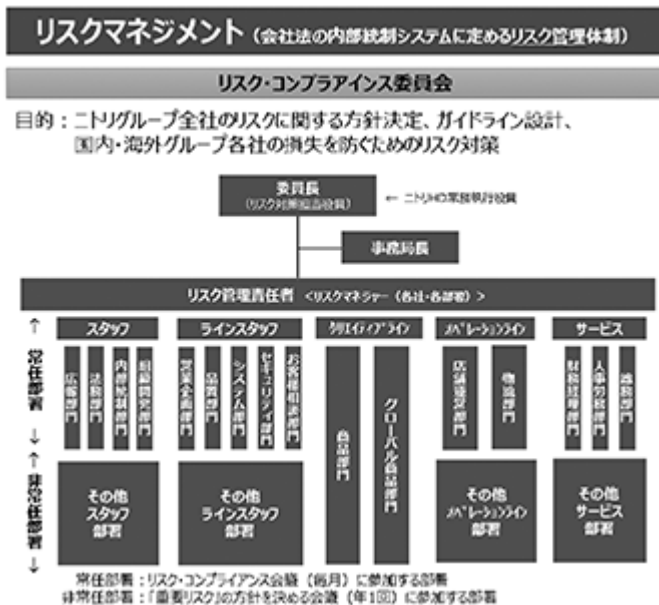 リスクマネジメント（会社法の内部統制システムに定めるリスク管理体制）
リスク・コンプラアインス委員会
目的：ニトリグループ全社のリスクに関する方針決定、ガイドライン設計、
国内・海外グループ各社の損失を防ぐためのリスク対策
委員長
（リスク対策担当役員）
← ニトリHD業務執行役員
事務局長
リスク管理責任者 <リスクマネジャー（各社・各部署）>
↑
常任部署
↓
スタッフ
広報部門
法務部門
内部統制部門
組織開発部門
ラインスタッフ
営業企画部門
品質部門
システム部門
セキュリティ部門
お客様相談部門
クリエイティブライン
商品部門
グローバル商品部門
オペレーションライン
店舗運営部門
物流部門
サービス
財務経理部門
人事労務部門
総務部門
↑
非常任部署
↓
その他
スタッフ
部署
その他
ラインスタッフ
部署
その他
オペレーションライン
部署
その他
サービス
部署
常任部署：リスク・コンプライアンス会議（毎月）に参加する部署
非常任部署：「重要リスク」の方針を決める会議（年1回）に参加する部署